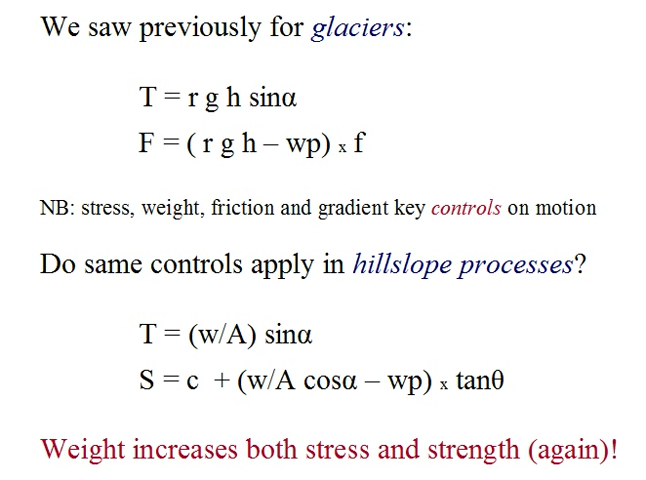 We saw previously for glaciers:
T = r g h sinα
F = ( r g h – wp) x f
NB: stress, weight, friction and gradient key controls on motion
Do same controls apply in hillslope processes?
T = (w/A) sinα
S = c + (w/A cosα – wp) x tanθ
Weight increases both stress and strength (again)!